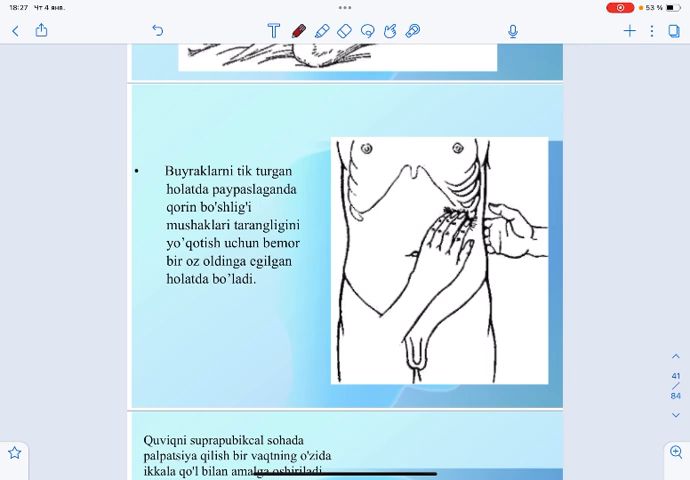 18:27 Чт 4 янв.
53 %
41
/
84
• Buyraklarni tik turgan
holatda paypaslaganda
qorin bo'shlig'i
mushaklari tarangligini
yo’qotish uchun bemor
bir oz oldinga egilgan
holatda bo’ladi.
Quviqni suprapubikcal sohada
palpatsiya qilish bir vaqtning o'zida
ikkala qo'l bilan amalga oshiriladi